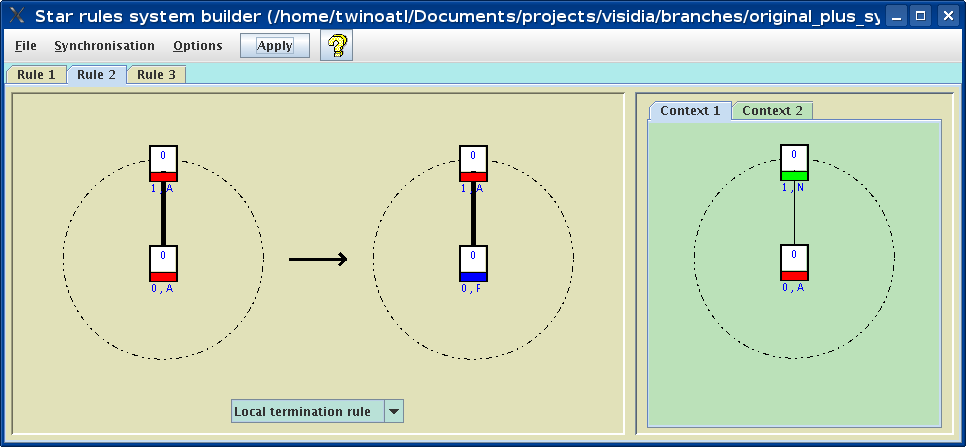 Star rules system builder (/home/twinoatl/Documents/projects/visidia/branches/original_plus_sy
File Synchronisation Options Apply
Rule 1 Rule 2 Rule 3
Context 1 Context 2
0 0 0
1 , A 1 , A 1 , N
0 0 0
0 , A 0 , F 0 , A
Local termination rule